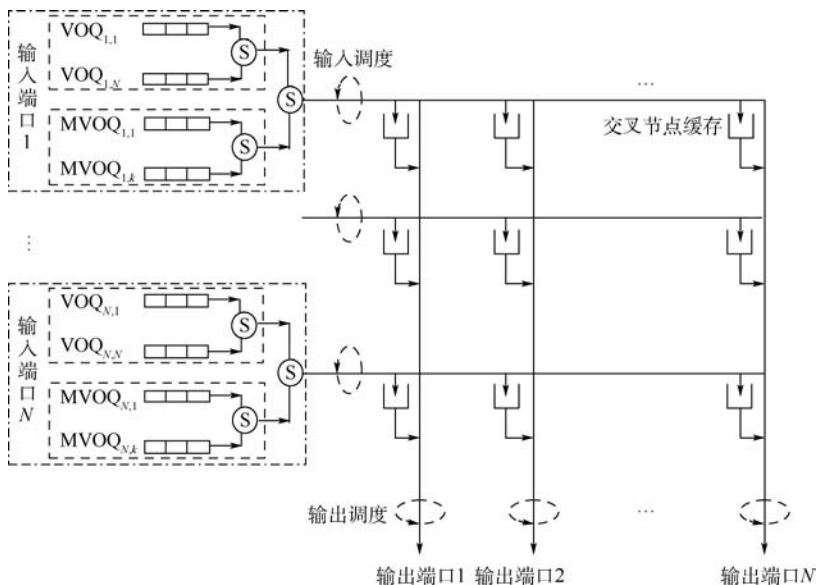 输入端口1
VOQ1,1
VOQ1,N
S
MVOQ1,1
MVOQ1,k
S
S
输入调度
…
交叉节点缓存
…
输入端口N
VOQN,1
VOQN,N
S
MVOQN,1
MVOQN,k
S
S
输出调度
…
输出端口1
输出端口2
输出端口N